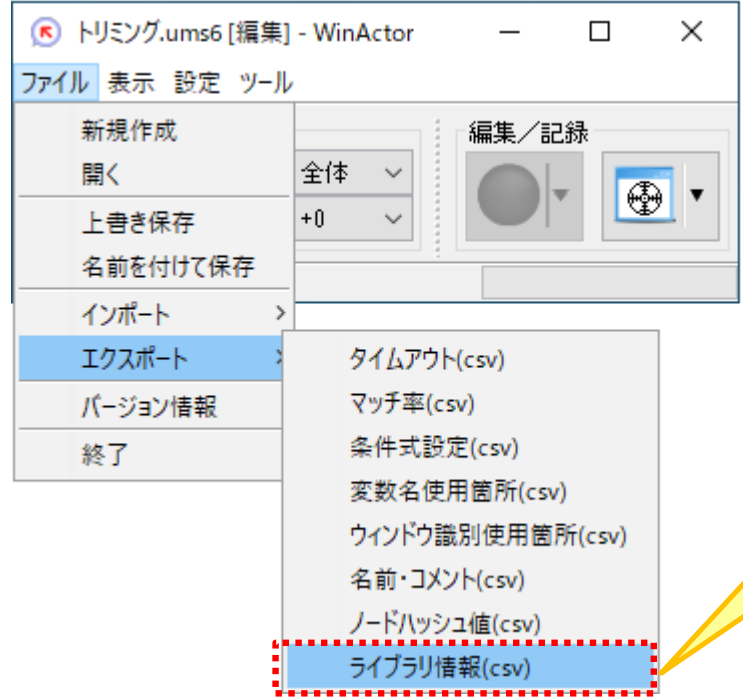 トリミング.ums6 [編集] - WinActor
ファイル 表示 設定 ツール
新規作成
開く
上書き保存
名前を付けて保存
インポート
エクスポート
バージョン情報
終了
全体
+0
編集／記録
タイムアウト(csv)
マッチ率(csv)
条件式設定(csv)
変数名使用箇所(csv)
ウィンドウ識別使用箇所(csv)
名前・コメント(csv)
ノードハッシュ値(csv)
ライブラリ情報(csv)